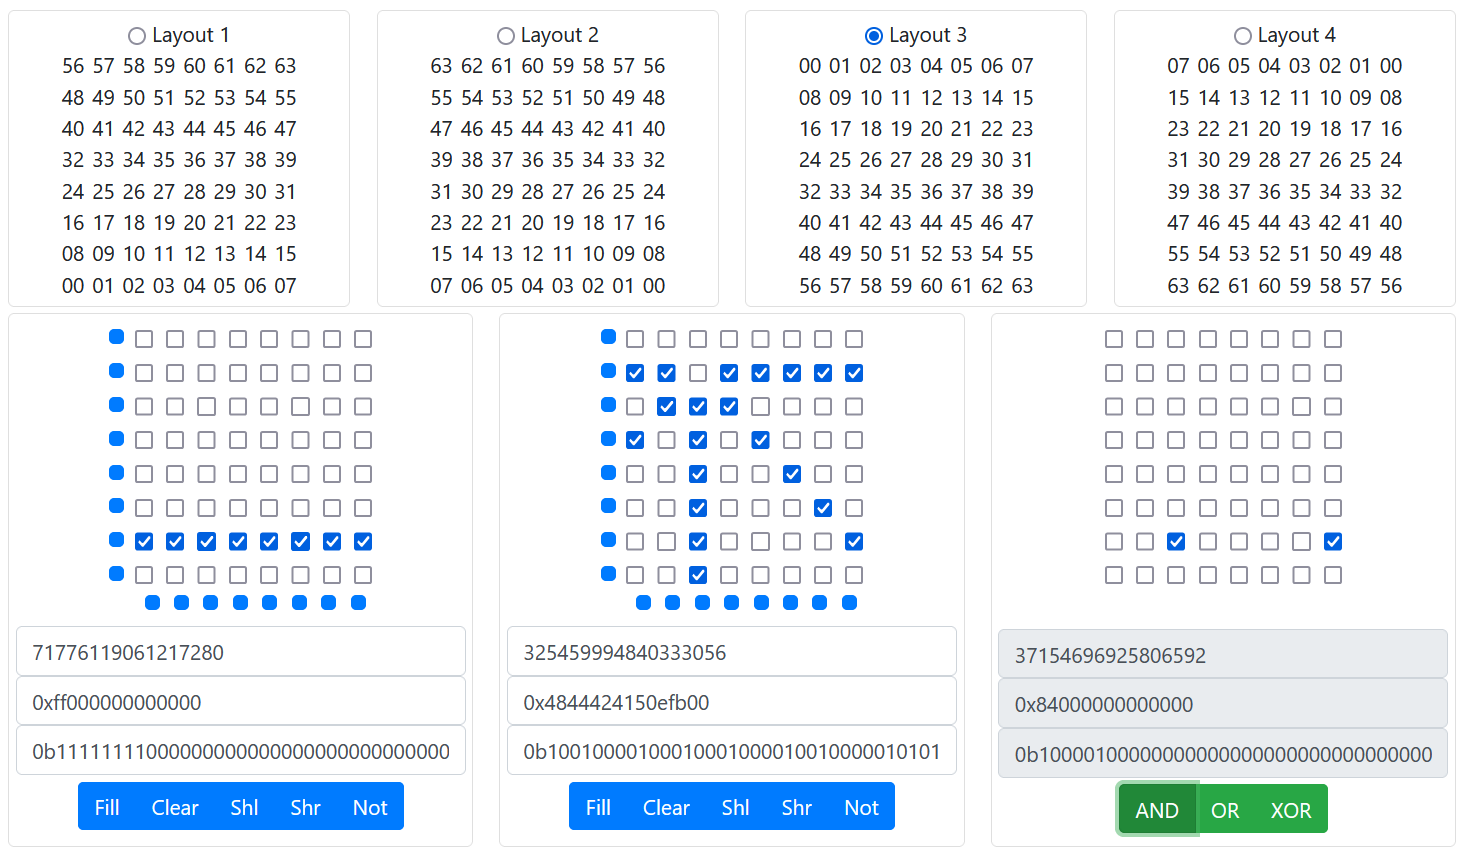 Layout 1
56 57 58 59 60 61 62 63
48 49 50 51 52 53 54 55
40 41 42 43 44 45 46 47
32 33 34 35 36 37 38 39
24 25 26 27 28 29 30 31
16 17 18 19 20 21 22 23
08 09 10 11 12 13 14 15
00 01 02 03 04 05 06 07
Layout 2
63 62 61 60 59 58 57 56
55 54 53 52 51 50 49 48
47 46 45 44 43 42 41 40
39 38 37 36 35 34 33 32
31 30 29 28 27 26 25 24
23 22 21 20 19 18 17 16
15 14 13 12 11 10 09 08
07 06 05 04 03 02 01 00
Layout 3
00 01 02 03 04 05 06 07
08 09 10 11 12 13 14 15
16 17 18 19 20 21 22 23
24 25 26 27 28 29 30 31
32 33 34 35 36 37 38 39
40 41 42 43 44 45 46 47
48 49 50 51 52 53 54 55
56 57 58 59 60 61 62 63
Layout 4
07 06 05 04 03 02 01 00
15 14 13 12 11 10 09 08
23 22 21 20 19 18 17 16
31 30 29 28 27 26 25 24
39 38 37 36 35 34 33 32
47 46 45 44 43 42 41 40
55 54 53 52 51 50 49 48
63 62 61 60 59 58 57 56
71776119061217280
0xff000000000000
0b11111111000000000000000000000000000
Fill Clear Shl Shr Not
325459994840333056
0x4844424150efb00
0b10010000100010001000010010000010101
Fill Clear Shl Shr Not
37154696925806592
0x84000000000000
0b10000100000000000000000000000000000
AND OR XOR